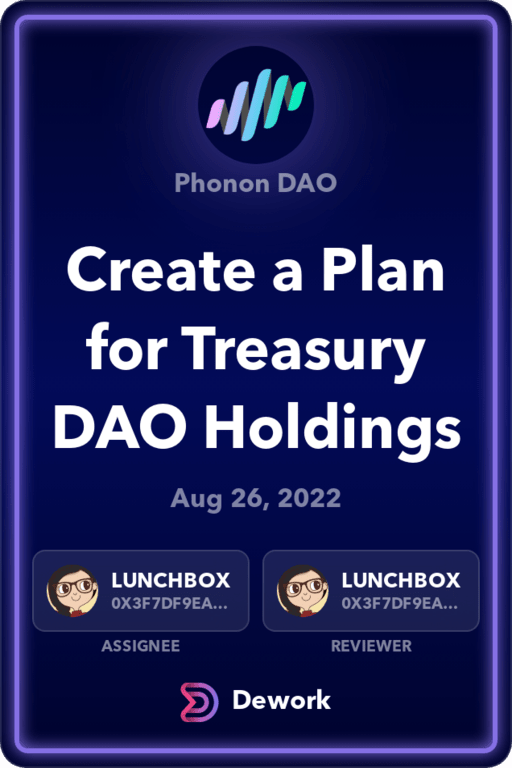 Phonon DAO
Create a Plan
for Treasury
DAO Holdings
Aug 26, 2022
LUNCHBOX
0X3F7DF9EA...
ASSIGNEE
LUNCHBOX
0X3F7DF9EA...
REVIEWER
Dework